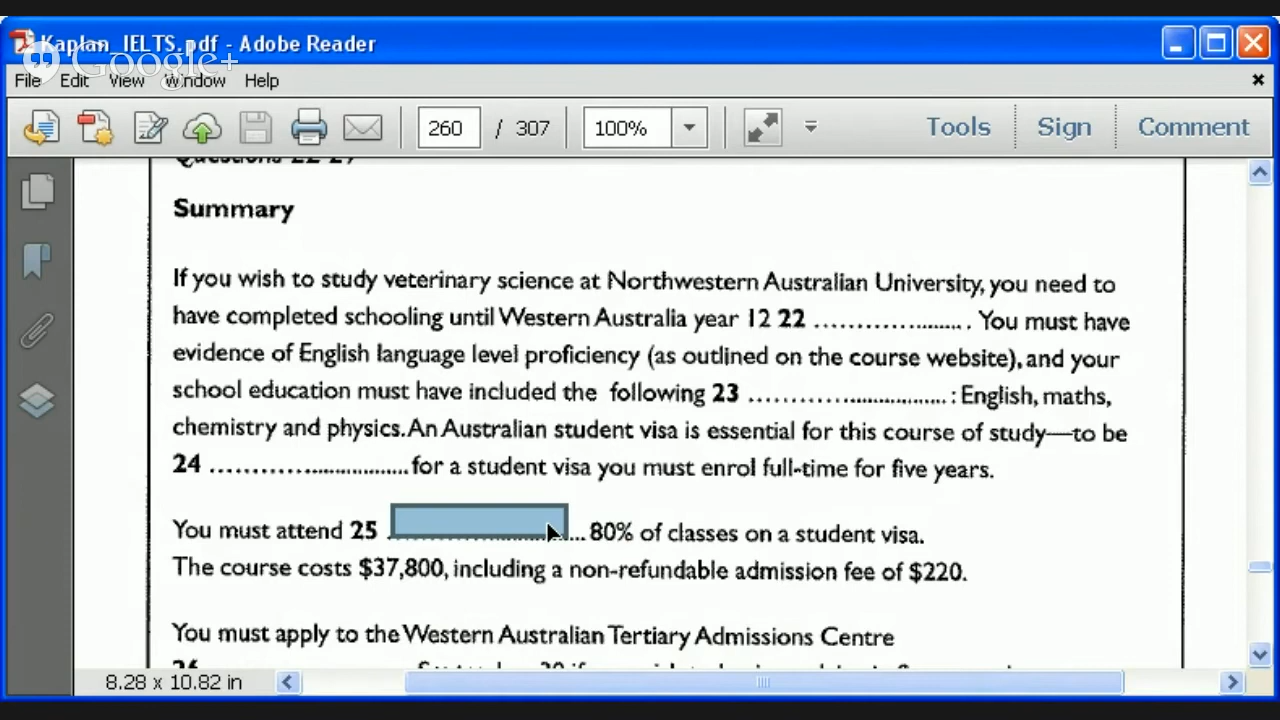 Kaplan_IELTS.pdf - Adobe Reader
Google+
File Edit View Window Help
260 / 307 100% Tools Sign Comment
Questions 22-27
Summary
If you wish to study veterinary science at Northwestern Australian University, you need to
have completed schooling until Western Australia year 12 22 ..................... . You must have
evidence of English language level proficiency (as outlined on the course website), and your
school education must have included the following 23 ............................. : English, maths,
chemistry and physics. An Australian student visa is essential for this course of study—to be
24 ............................. for a student visa you must enrol full-time for five years.
You must attend 25 ............................. 80% of classes on a student visa.
The course costs $37,800, including a non-refundable admission fee of $220.
You must apply to the Western Australian Tertiary Admissions Centre
26
8.28 x 10.82 in